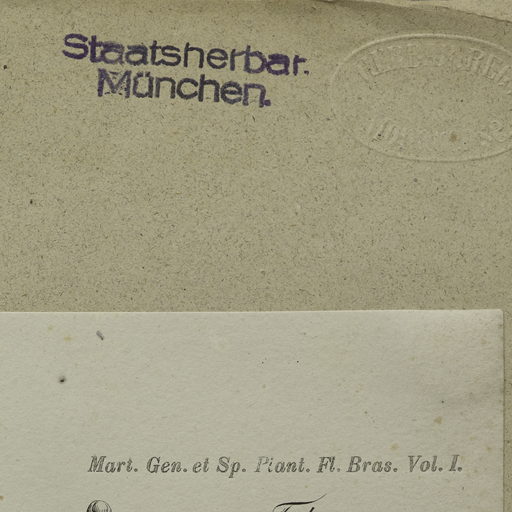 Staatsherbar.
München.
Mart. Gen. et Sp. Plant. Fl. Bras. Vol. I.